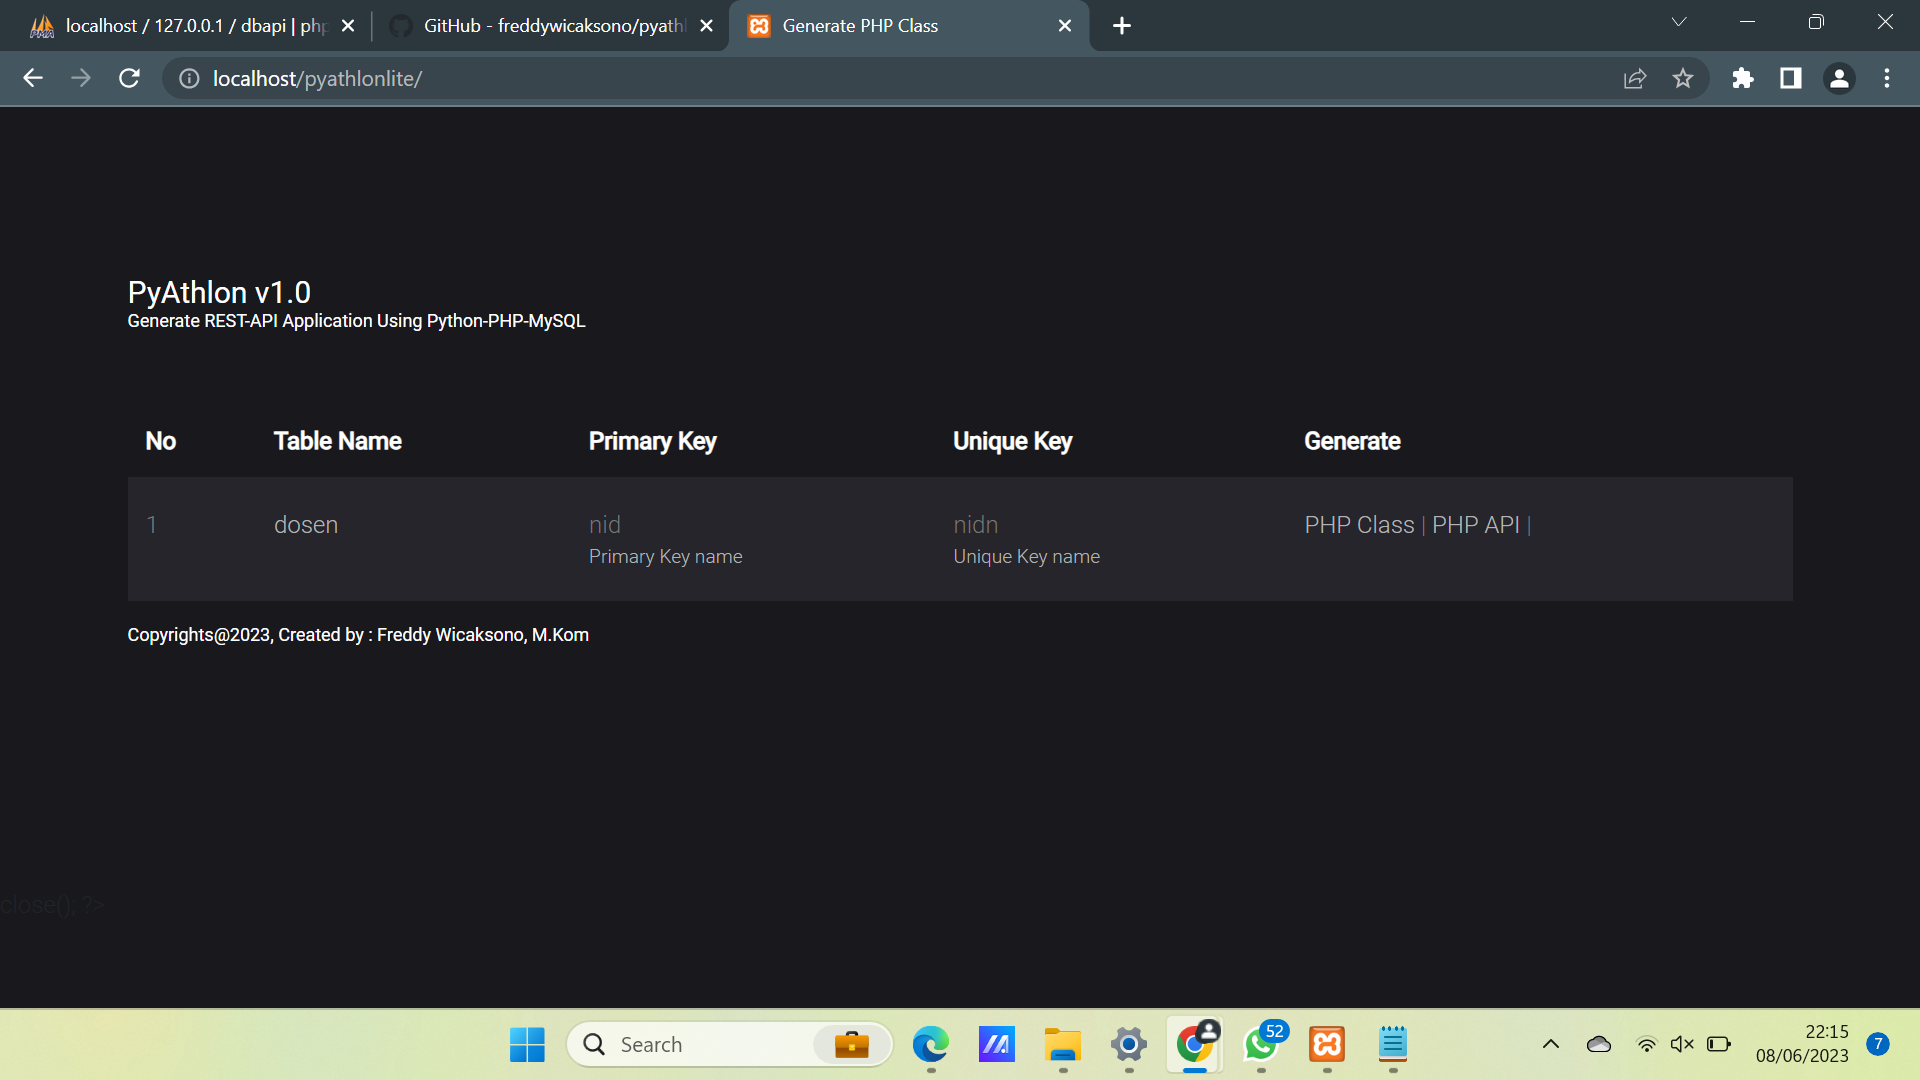 localhost / 127.0.0.1 / dbapi | php
GitHub - freddywicaksono/pyathl
Generate PHP Class
localhost/pyathlonlite/
PyAthlon v1.0
Generate REST-API Application Using Python-PHP-MySQL
No Table Name Primary Key Unique Key Generate
1 dosen nid nidn PHP Class | PHP API |
Primary Key name Unique Key name
Copyrights@2023, Created by : Freddy Wicaksono, M.Kom
close(); ?>
Search
52
22:15
08/06/2023
7